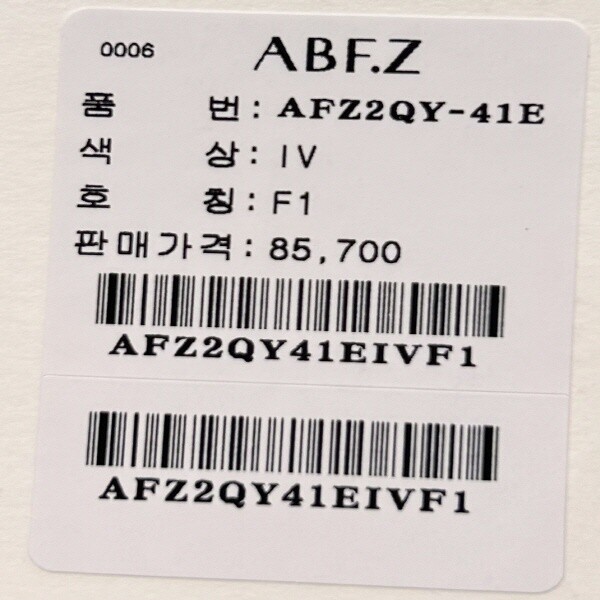 0006 ABF.Z
품 번 : AFZ2QY-41E
색 상 : IV
호 칭 : F1
판매가격 : 85,700
AFZ2QY41EIVF1
AFZ2QY41EIVF1